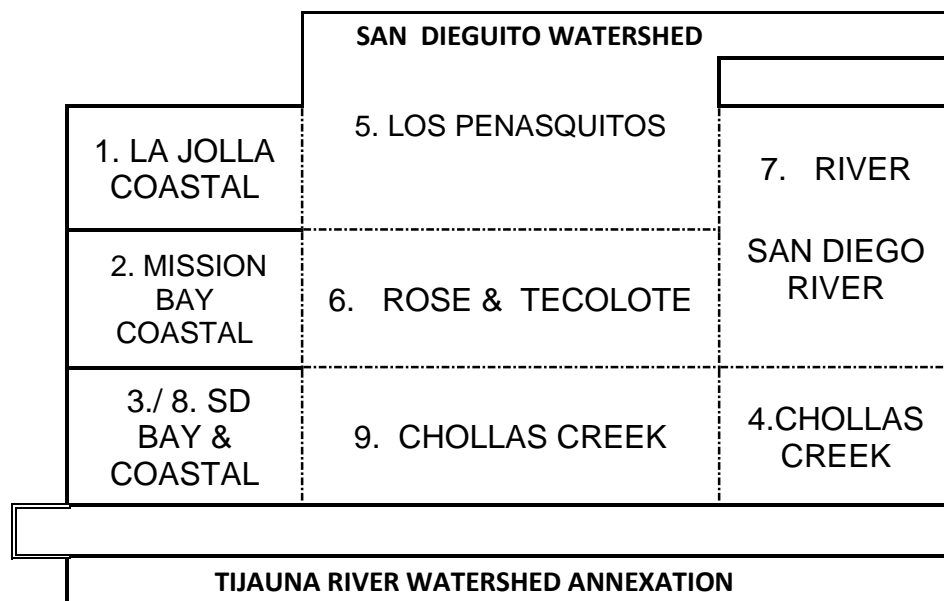 SAN DIEGUITO WATERSHED
5. LOS PENASQUITOS
1. LA JOLLA
COASTAL
7. RIVER
SAN DIEGO
RIVER
2. MISSION
BAY
COASTAL
6. ROSE & TECOLOTE
3./ 8. SD
BAY &
COASTAL
9. CHOLLAS CREEK
4.CHOLLAS
CREEK
TIJAUNA RIVER WATERSHED ANNEXATION